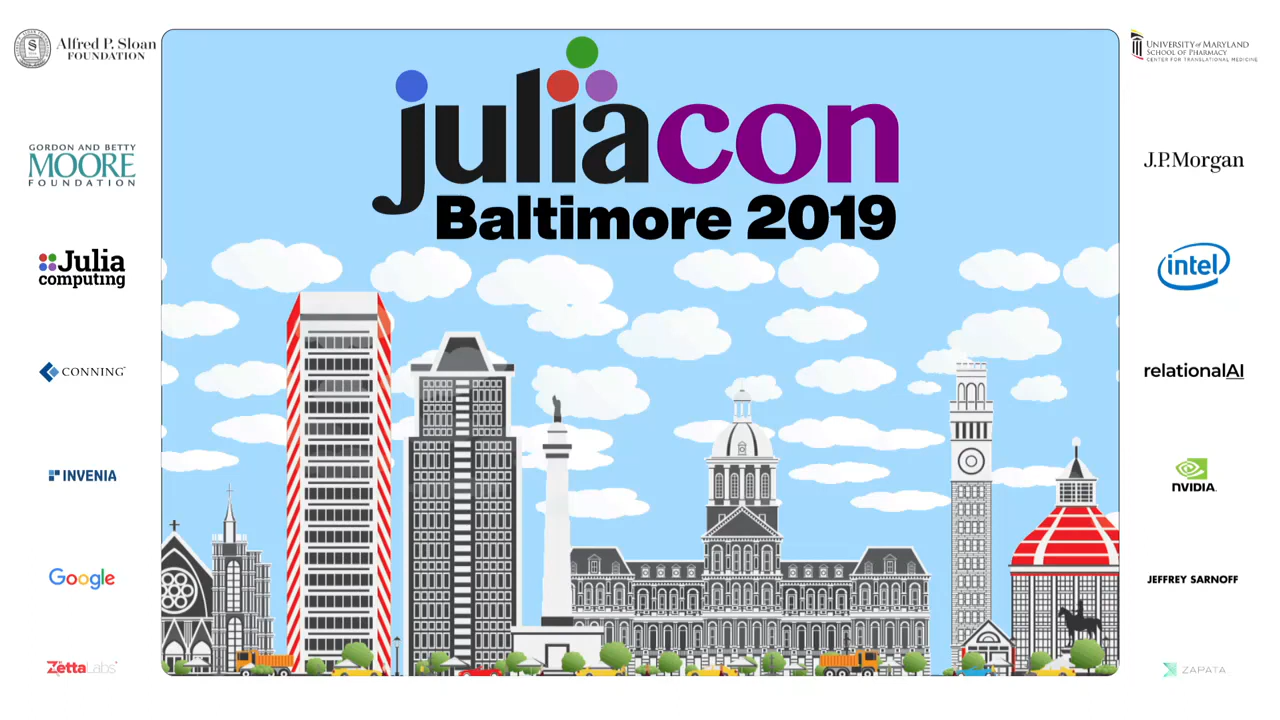 Alfred P. Sloan
FOUNDATION
GORDON AND BETTY
MOORE
FOUNDATION
Julia
computing
CONNING
INVENIA
Google
ZettaLabs
juliacon
Baltimore 2019
UNIVERSITY of MARYLAND
SCHOOL OF PHARMACY
CENTER FOR TRANSLATIONAL MEDICINE
J.P.Morgan
intel
relationalAI
NVIDIA
JEFFREY SARNOFF
ZAPATA